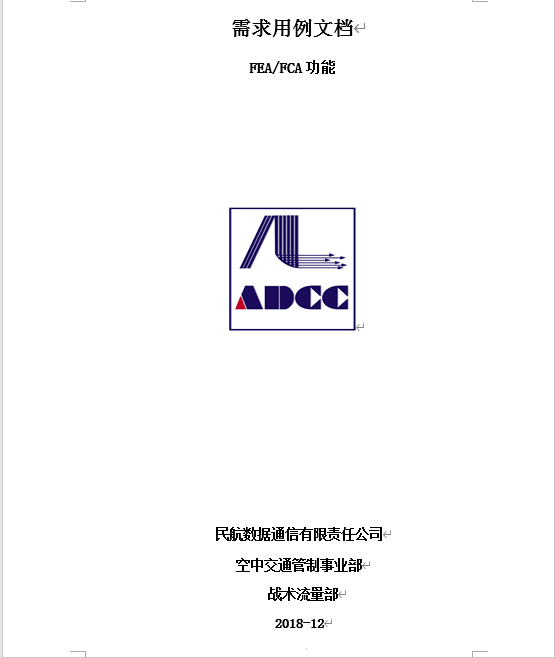 需求用例文档
FEA/FCA 功能
ADCC
民航数据通信有限责任公司
空中交通管制事业部
战术流量部
2018-12